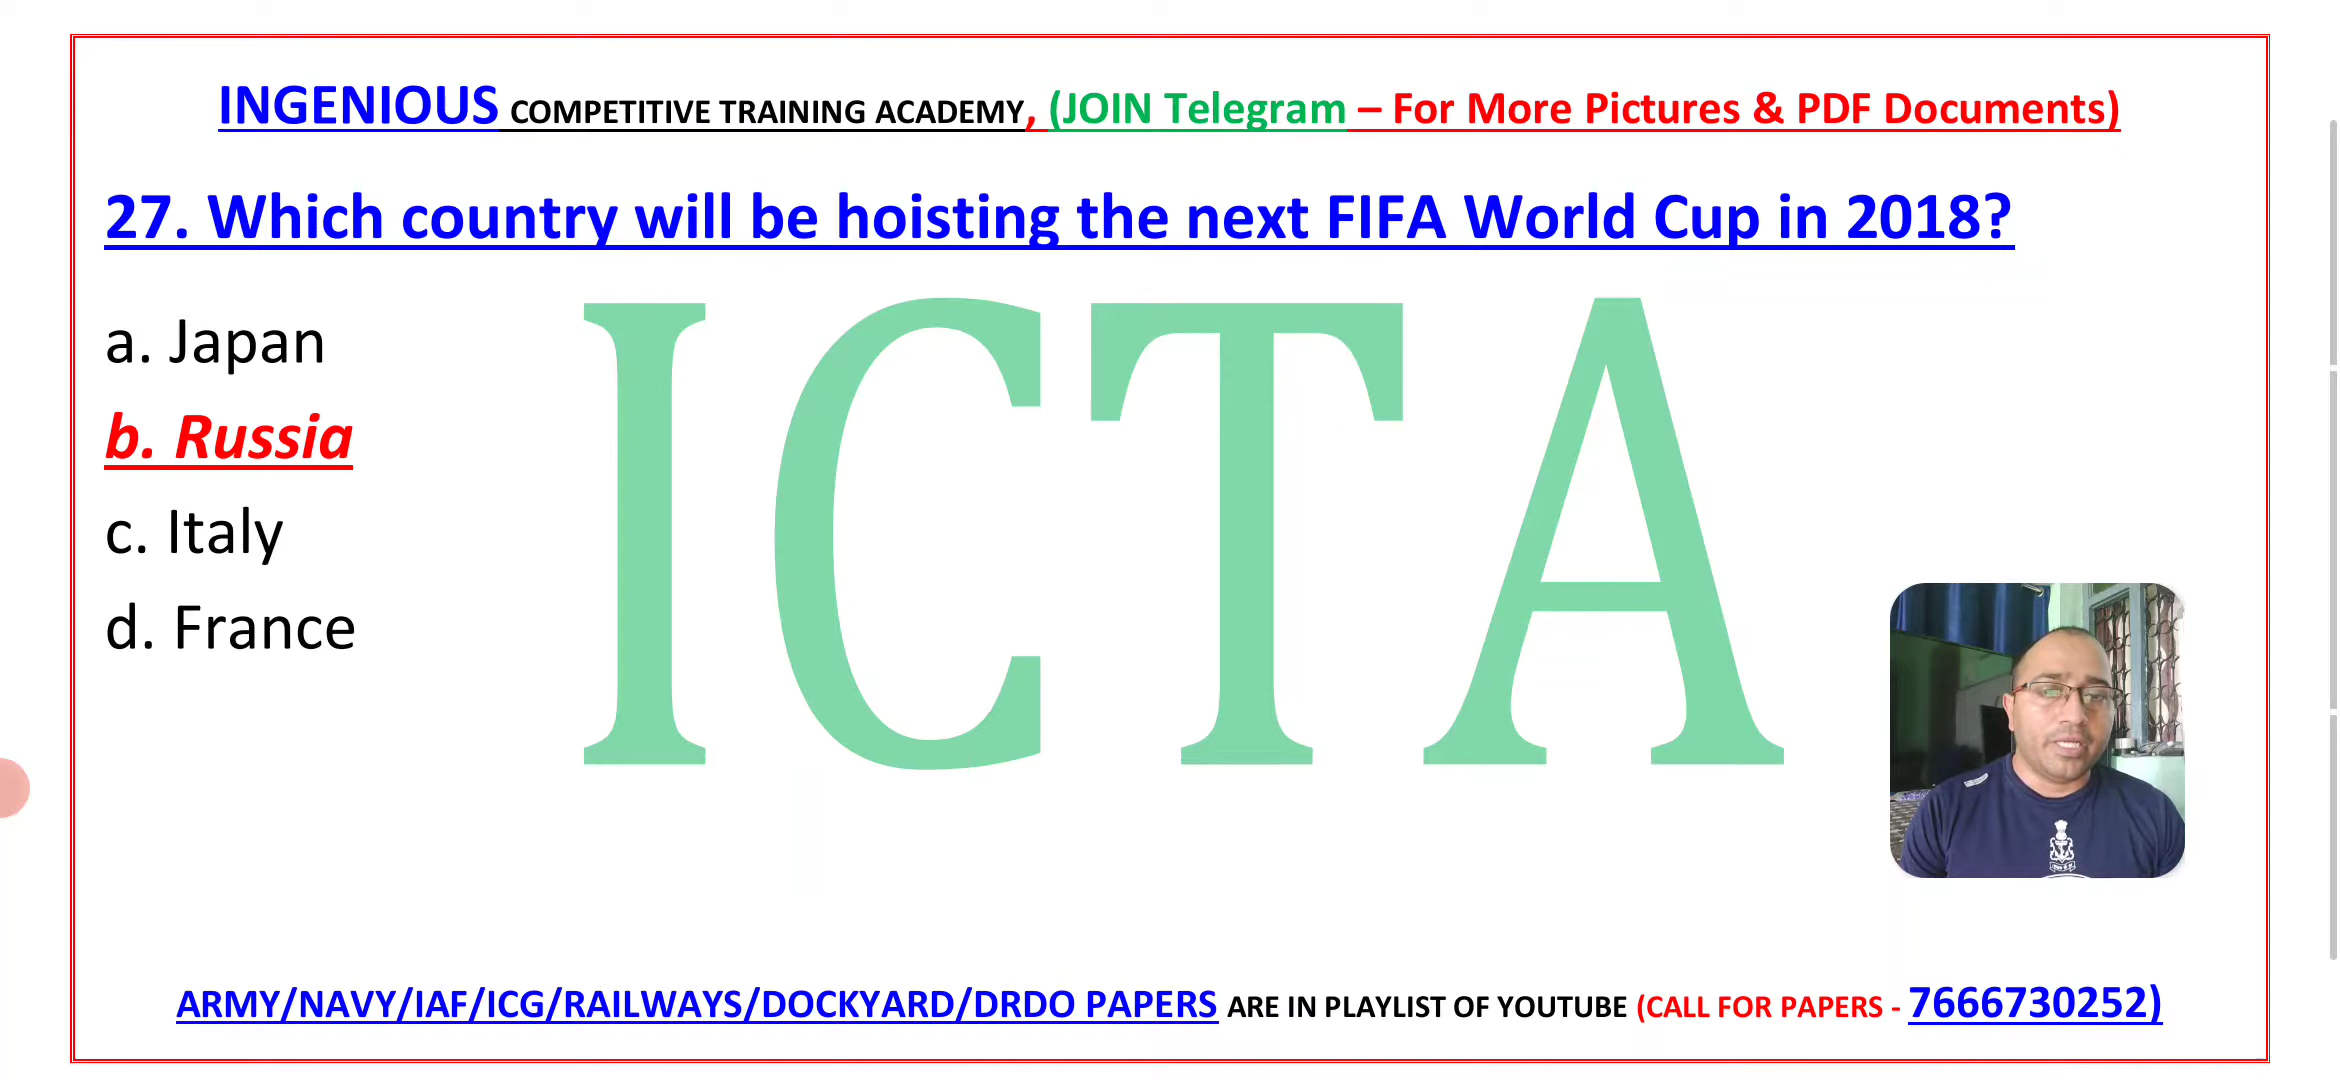 INGENIOUS COMPETITIVE TRAINING ACADEMY, (JOIN Telegram – For More Pictures & PDF Documents)
27. Which country will be hoisting the next FIFA World Cup in 2018?
a. Japan
b. Russia
c. Italy
d. France
ICTA
ARMY/NAVY/IAF/ICG/RAILWAYS/DOCKYARD/DRDO PAPERS ARE IN PLAYLIST OF YOUTUBE (CALL FOR PAPERS - 7666730252)